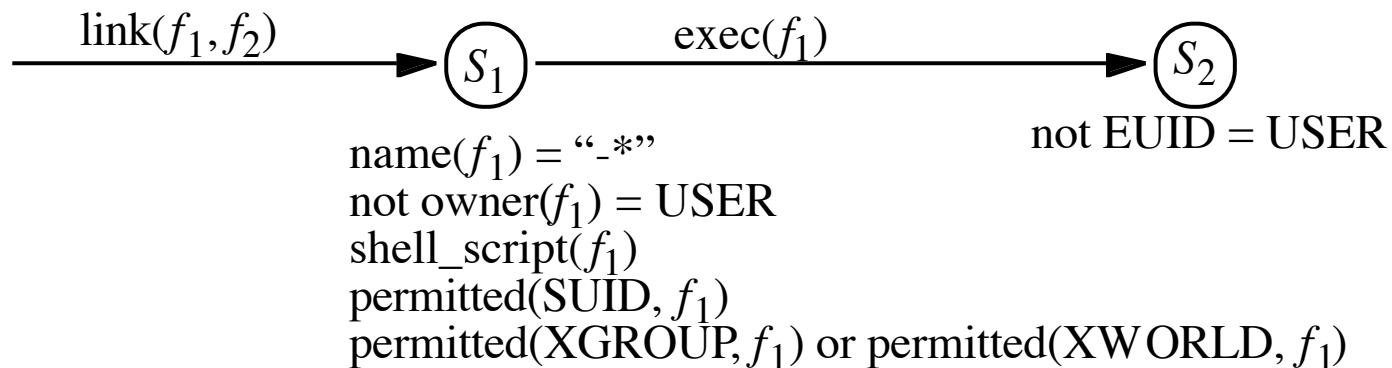 link(f1, f2)
exec(f1)
S1
S2
not EUID = USER
name(f1) = “-*”
not owner(f1) = USER
shell_script(f1)
permitted(SUID, f1)
permitted(XGROUP, f1) or permitted(XWORLD, f1)